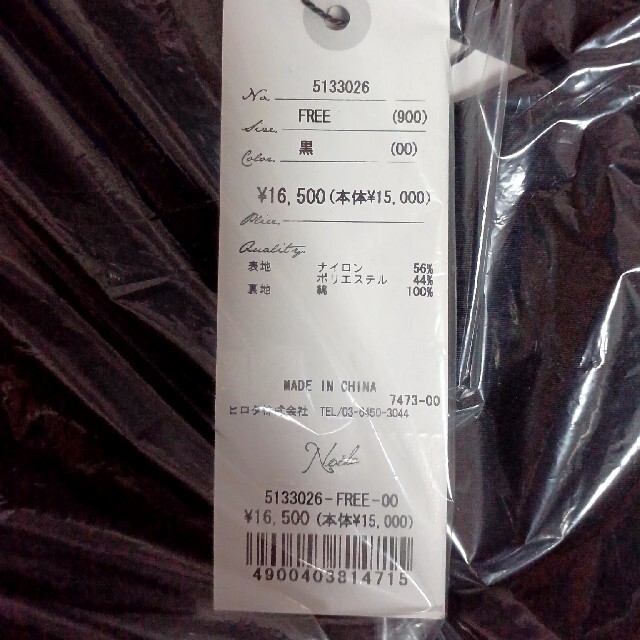 No. 5133026
Size. FREE (900)
Color. 黒 (00)
¥16,500(本体¥15,000)
Price.
Quality.
表地 ナイロン 56%
ポリエステル 44%
裏地 綿 100%
MADE IN CHINA
7473-00
ヒロタ株式会社 TEL/03-6450-3044
5133026-FREE-00
¥16,500(本体¥15,000)
4900403814715